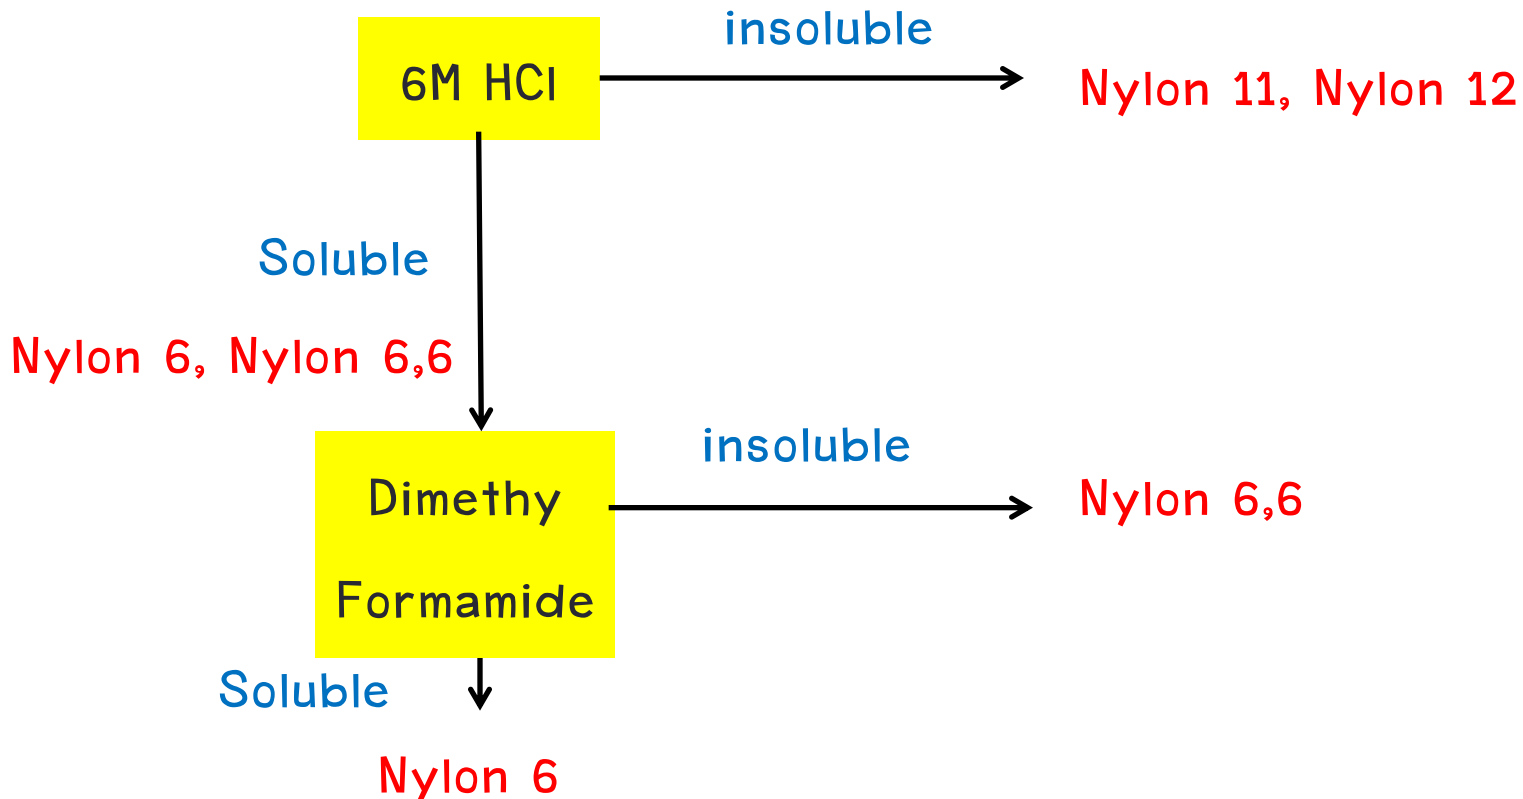 insoluble
6M HCl
Nylon 11, Nylon 12
Soluble
Nylon 6, Nylon 6,6
insoluble
Dimethy
Nylon 6,6
Formamide
Soluble
Nylon 6